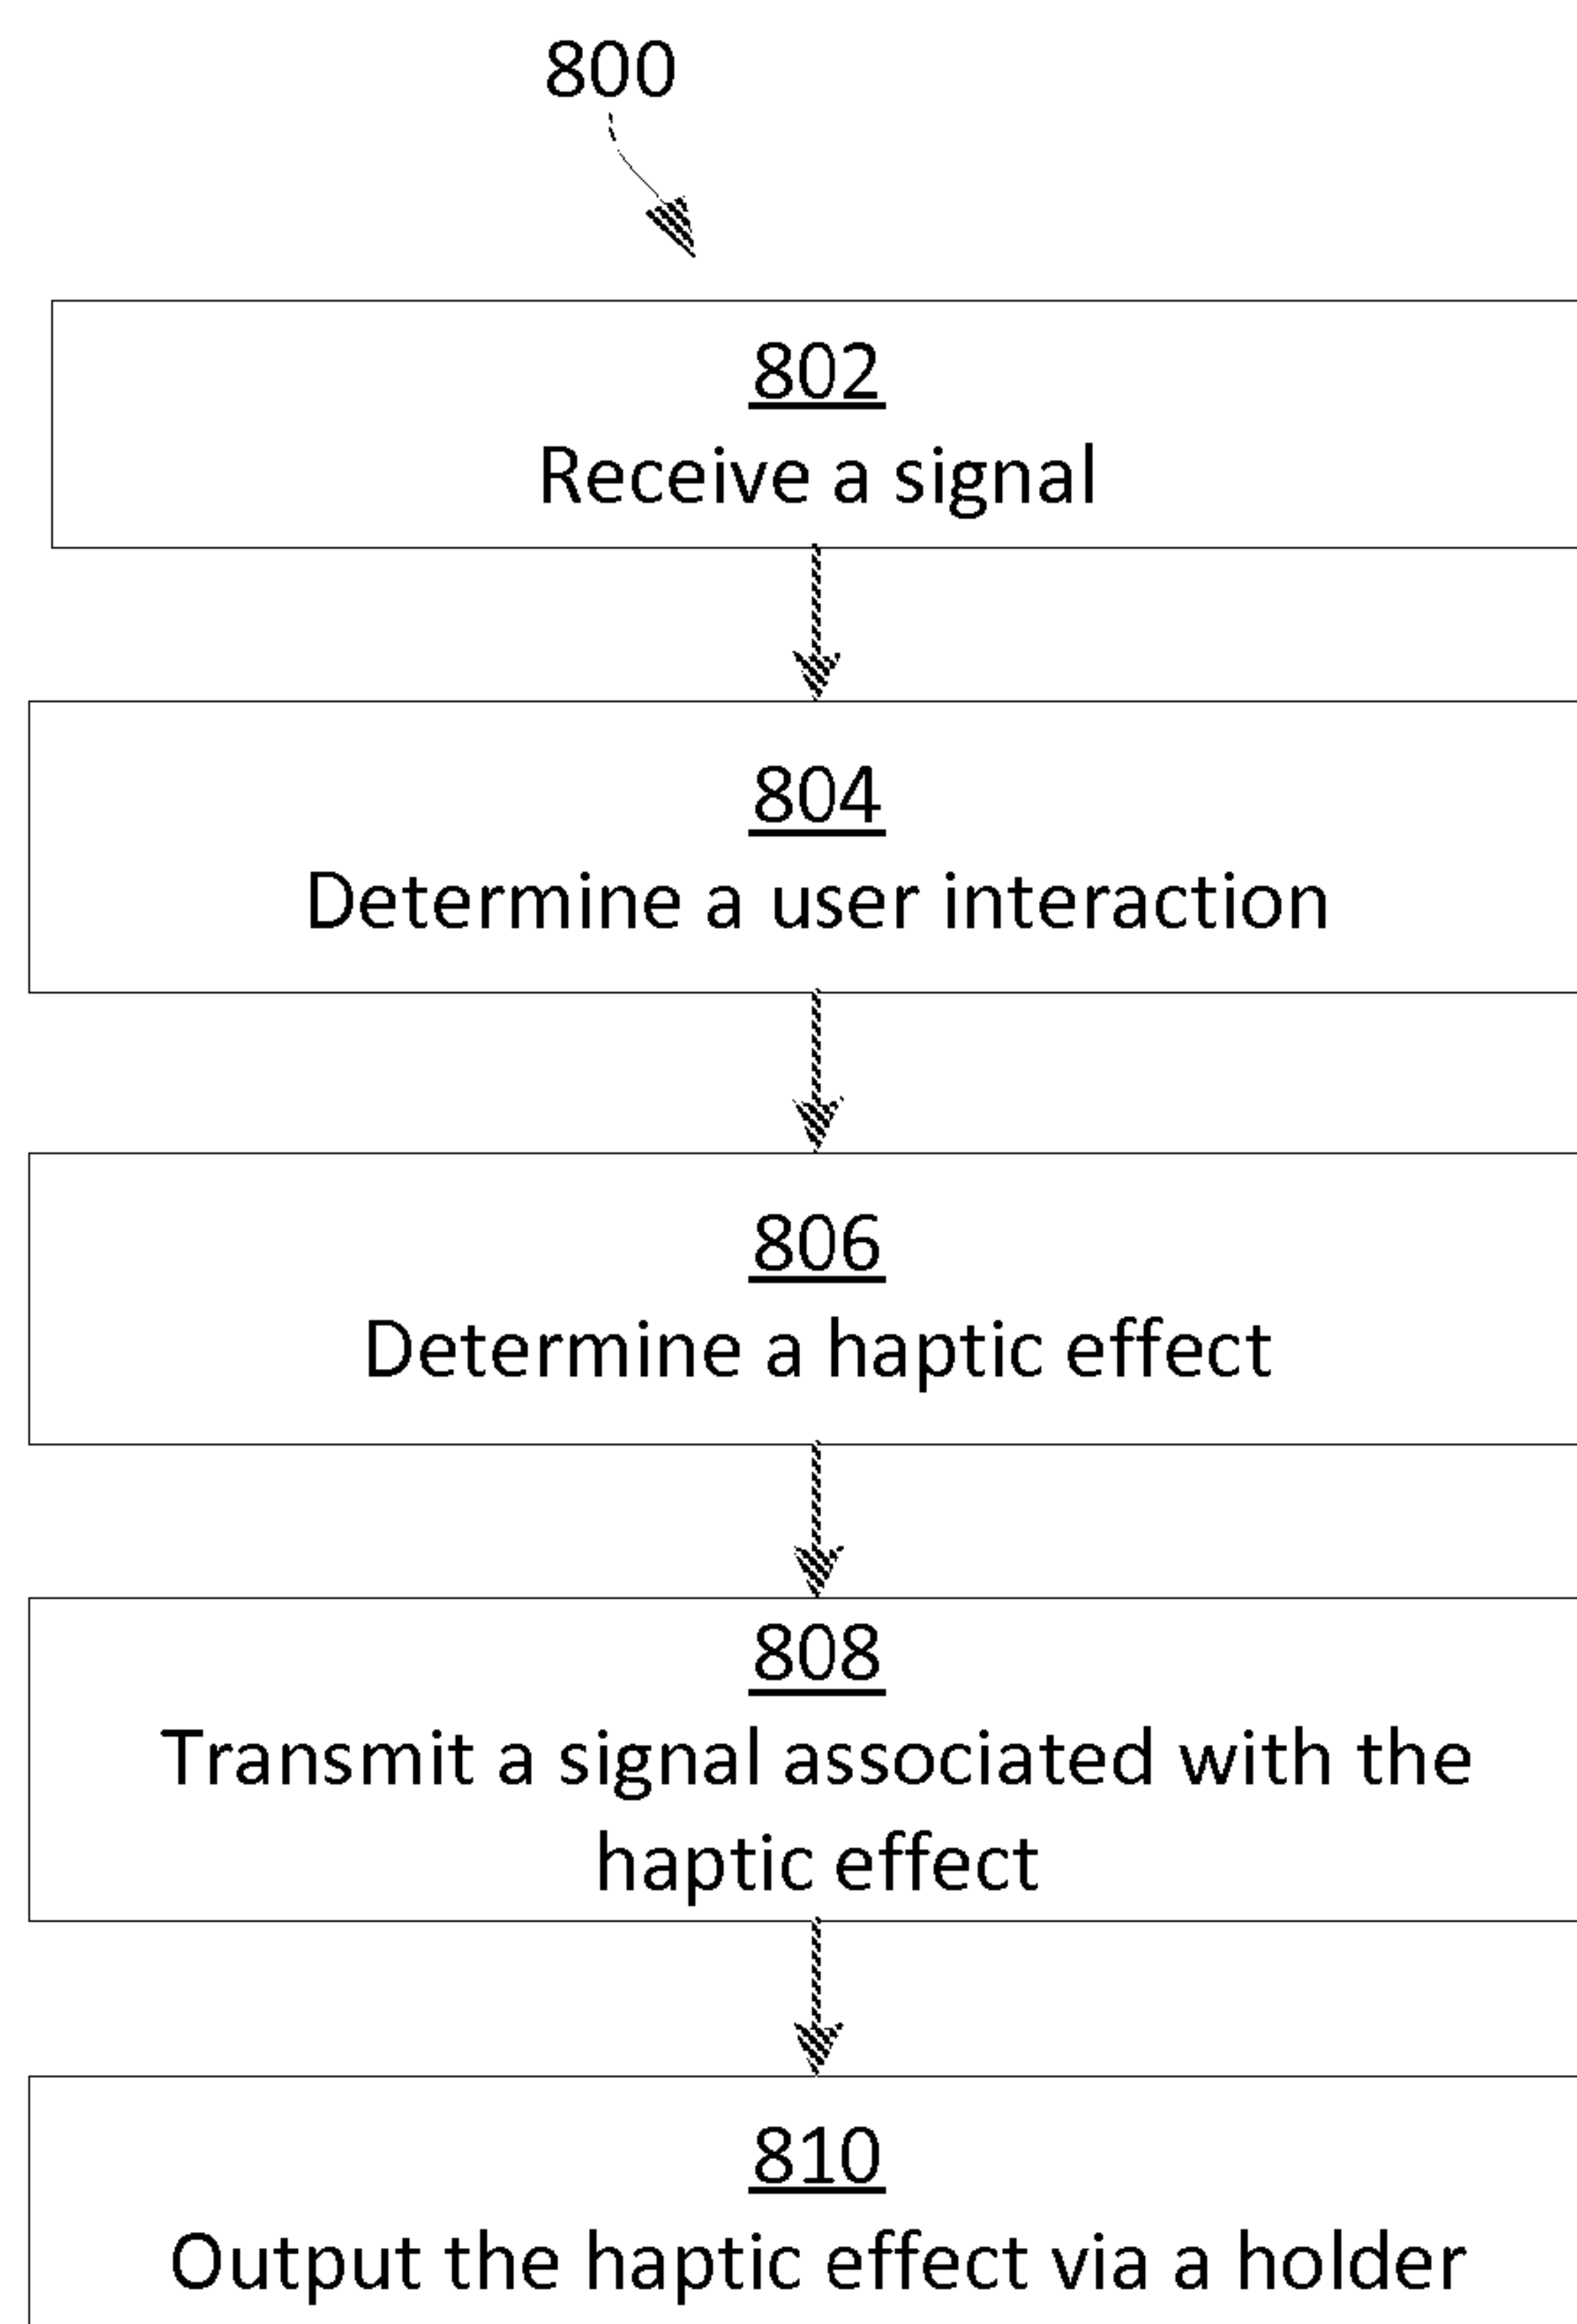 800
802
Receive a signal
804
Determine a user interaction
806
Determine a haptic effect
808
Transmit a signal associated with the
haptic effect
810
Output the haptic effect via a holder